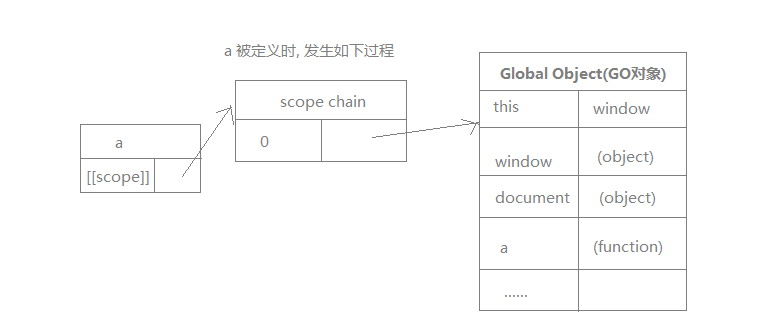 a 被定义时, 发生如下过程
a
[[scope]]
scope chain
0
Global Object(GO对象)
this window
window (object)
document (object)
a (function)
......